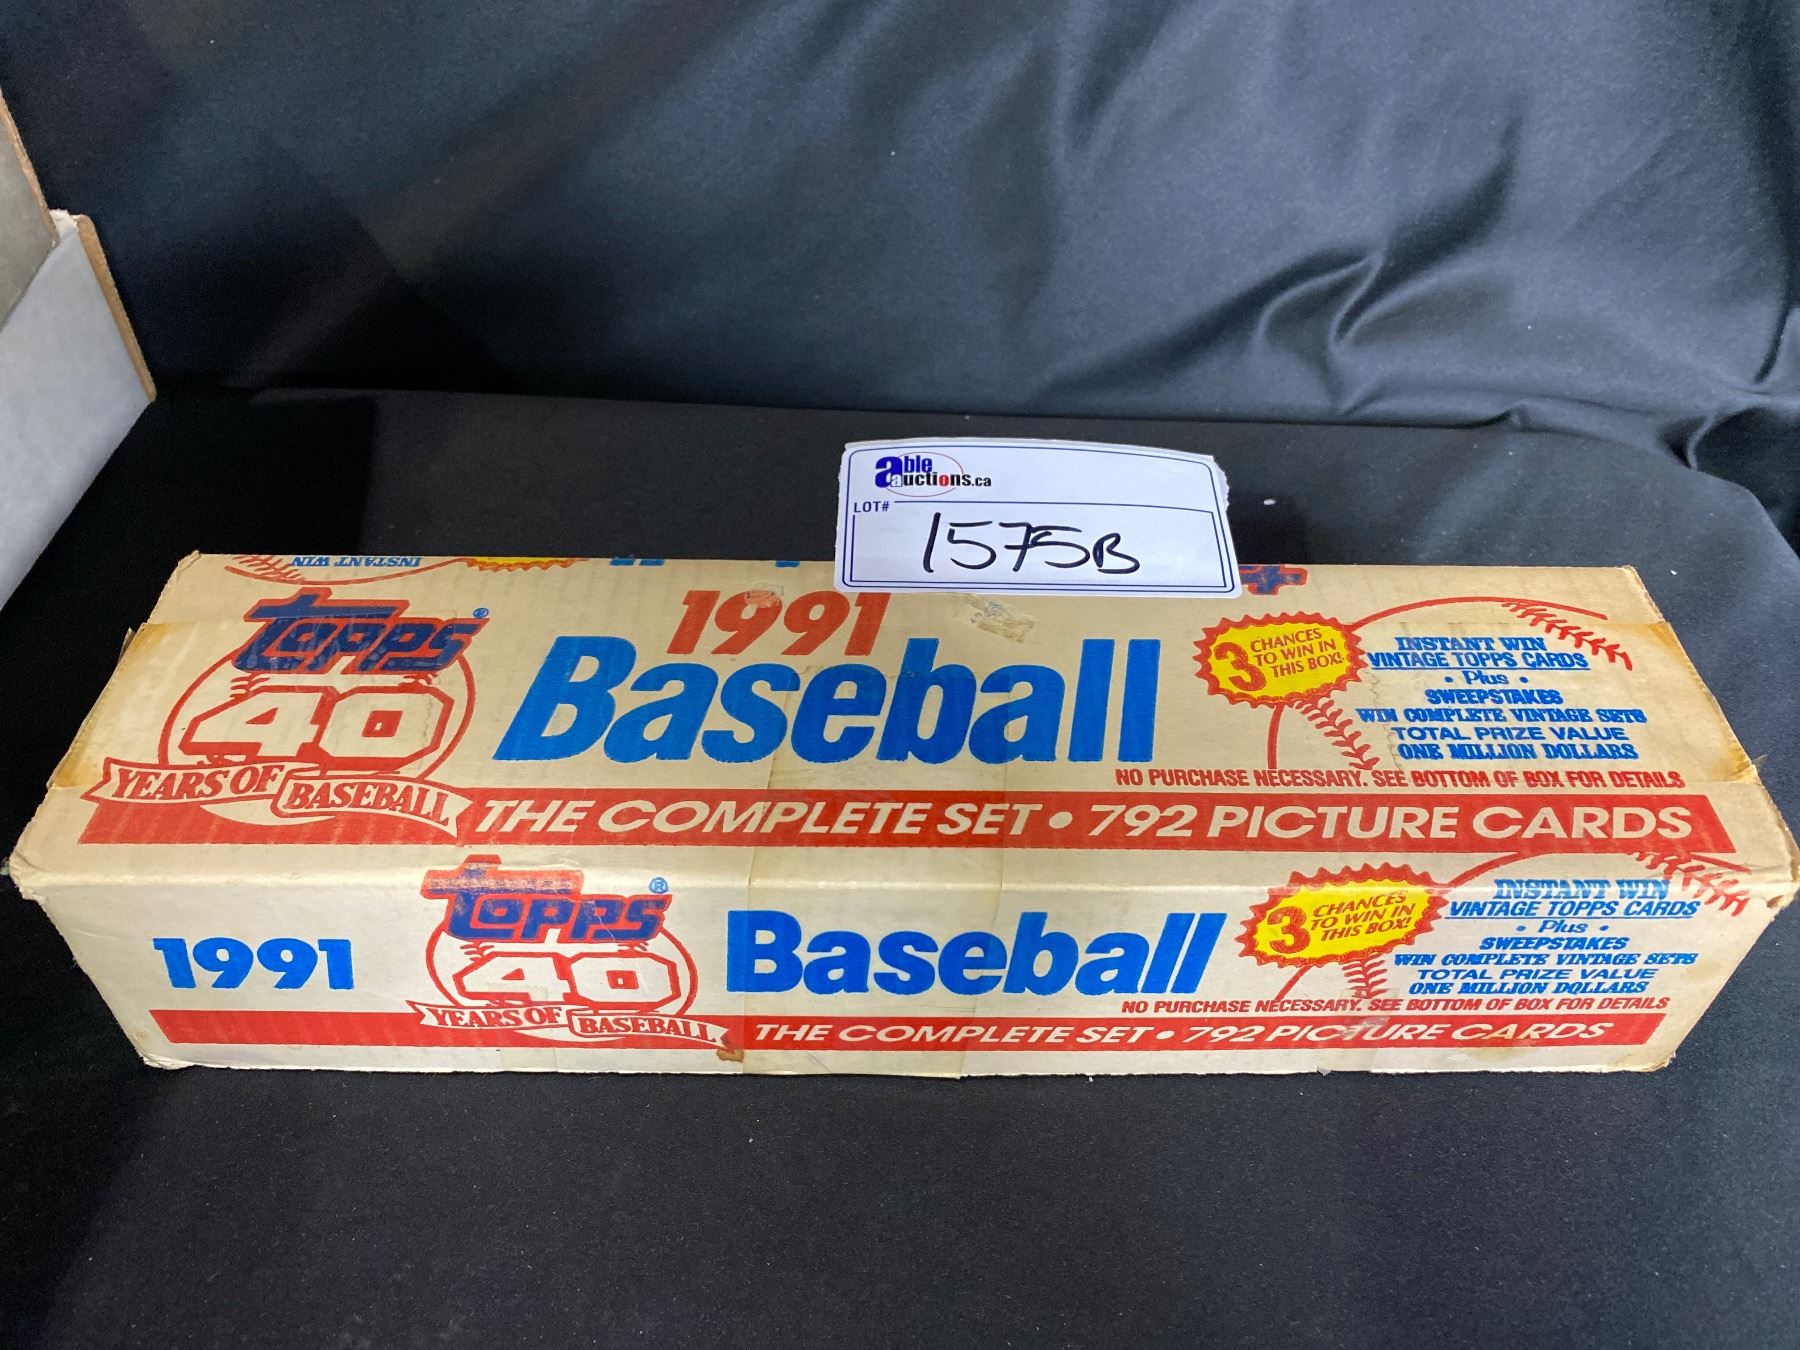 able
auctions.ca
LOT#
1575B
INSTANT WIN
INSTANT WIN
TOPPS®
40
YEARS OF BASEBALL
1991
Baseball
3 CHANCES
TO WIN IN
THIS BOX!
INSTANT WIN
VINTAGE TOPPS CARDS
• Plus •
SWEEPSTAKES
WIN COMPLETE VINTAGE SETS
TOTAL PRIZE VALUE
ONE MILLION DOLLARS
NO PURCHASE NECESSARY. SEE BOTTOM OF BOX FOR DETAILS
THE COMPLETE SET • 792 PICTURE CARDS
1991
TOPPS®
40
YEARS OF BASEBALL
Baseball
3 CHANCES
TO WIN IN
THIS BOX!
INSTANT WIN
VINTAGE TOPPS CARDS
• Plus •
SWEEPSTAKES
WIN COMPLETE VINTAGE SETS
TOTAL PRIZE VALUE
ONE MILLION DOLLARS
NO PURCHASE NECESSARY. SEE BOTTOM OF BOX FOR DETAILS
THE COMPLETE SET • 792 PICTURE CARDS